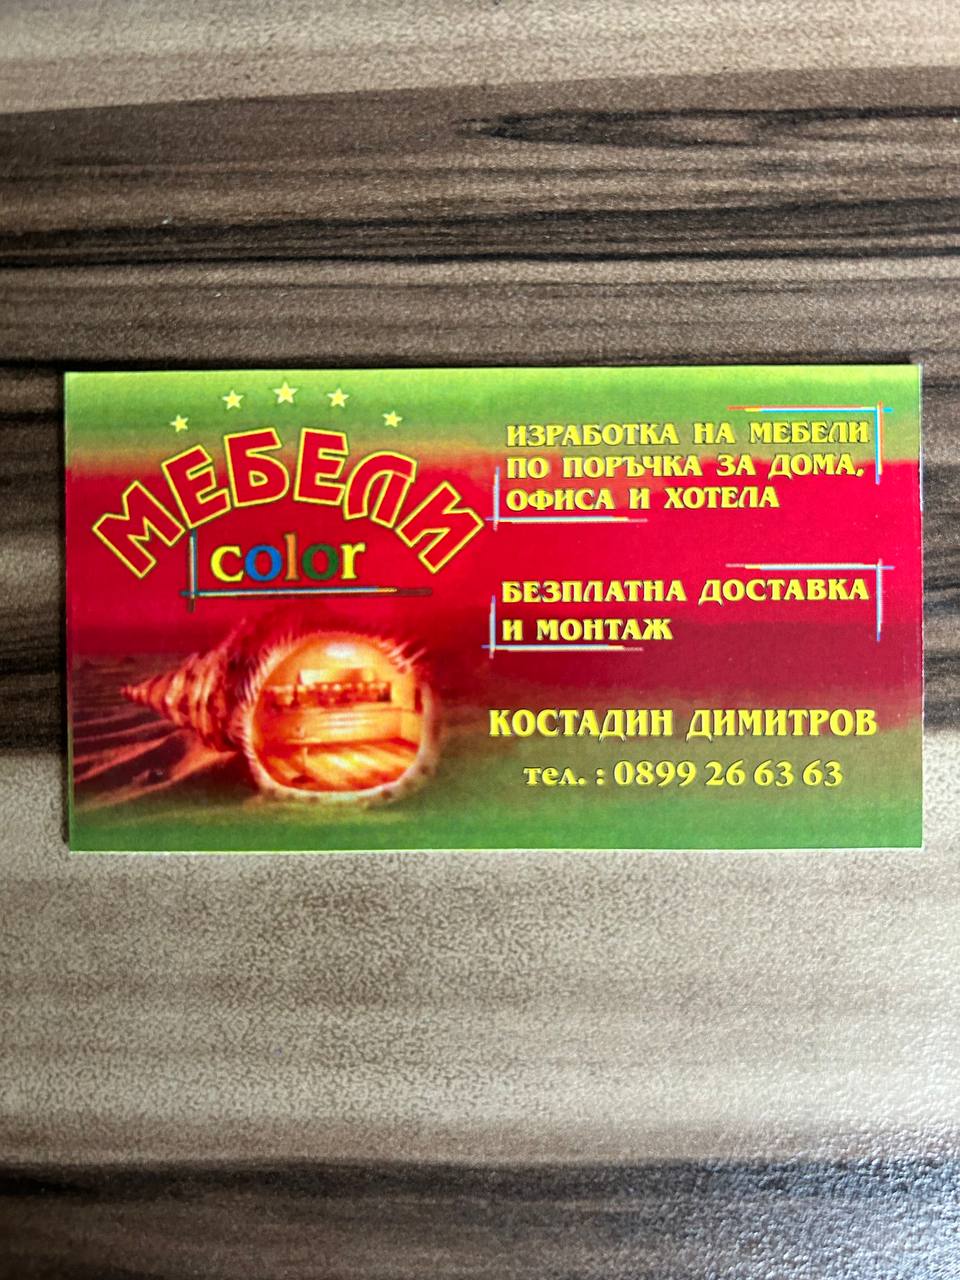 МЕБЕЛИ
color
ИЗРАБОТКА НА МЕБЕЛИ
ПО ПОРЪЧКА ЗА ДОМА,
ОФИСА И ХОТЕЛА
БЕЗПЛАТНА ДОСТАВКА
И МОНТАЖ
КОСТАДИН ДИМИТРОВ
тел. : 0899 26 63 63